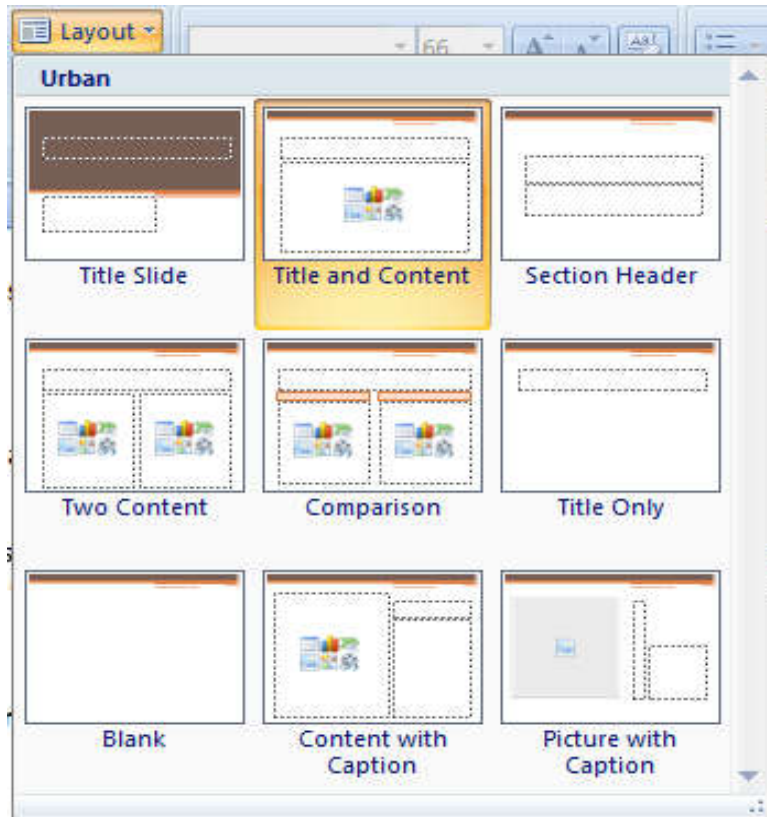 Layout
66
A A Aa
Urban
Title Slide
Title and Content
Section Header
Two Content
Comparison
Title Only
Blank
Content with
Caption
Picture with
Caption